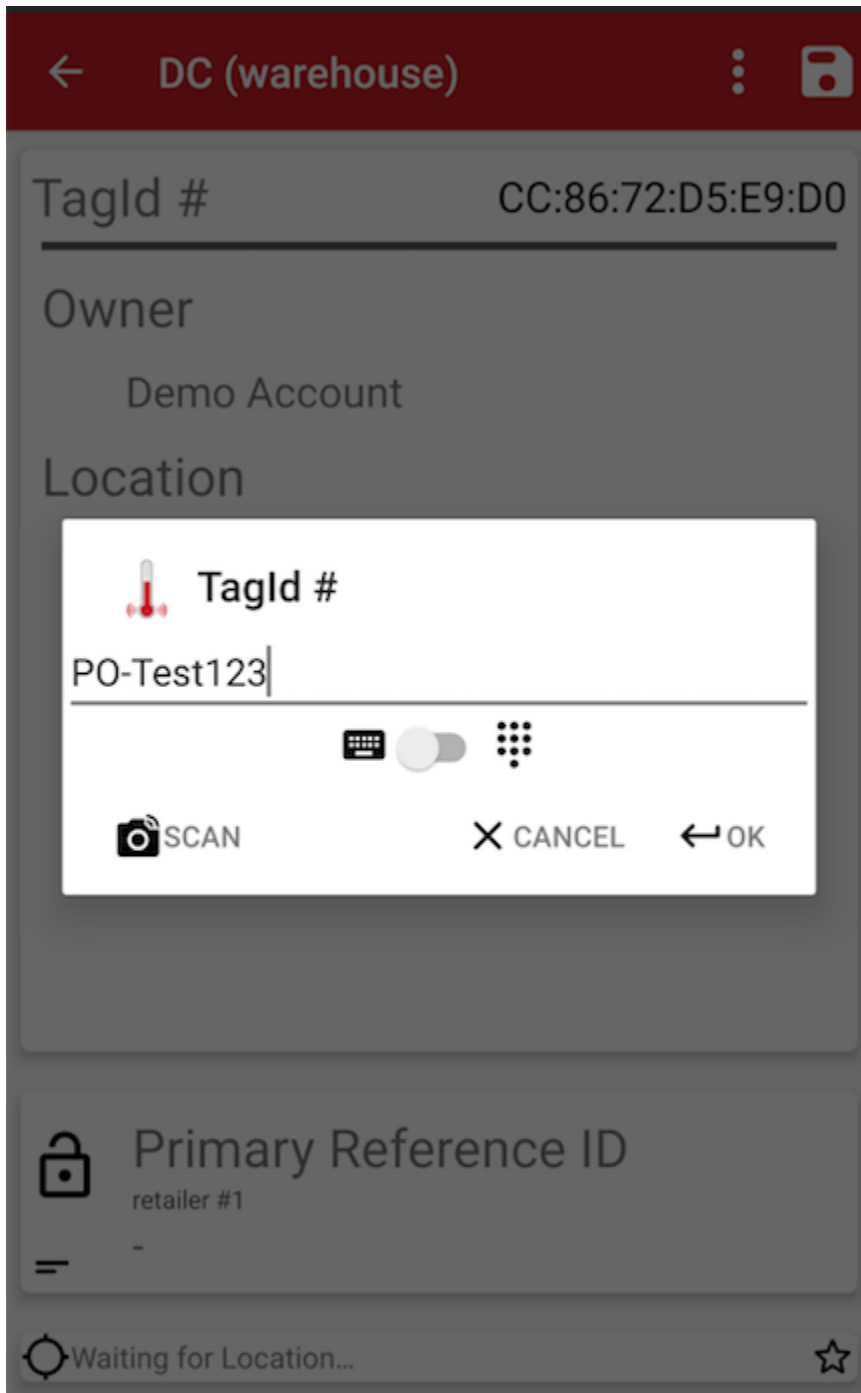 DC (warehouse)
TagId # CC:86:72:D5:E9:D0
Owner
Demo Account
Location
TagId #
PO-Test123
SCAN CANCEL OK
Primary Reference ID
retailer #1
-
Waiting for Location...